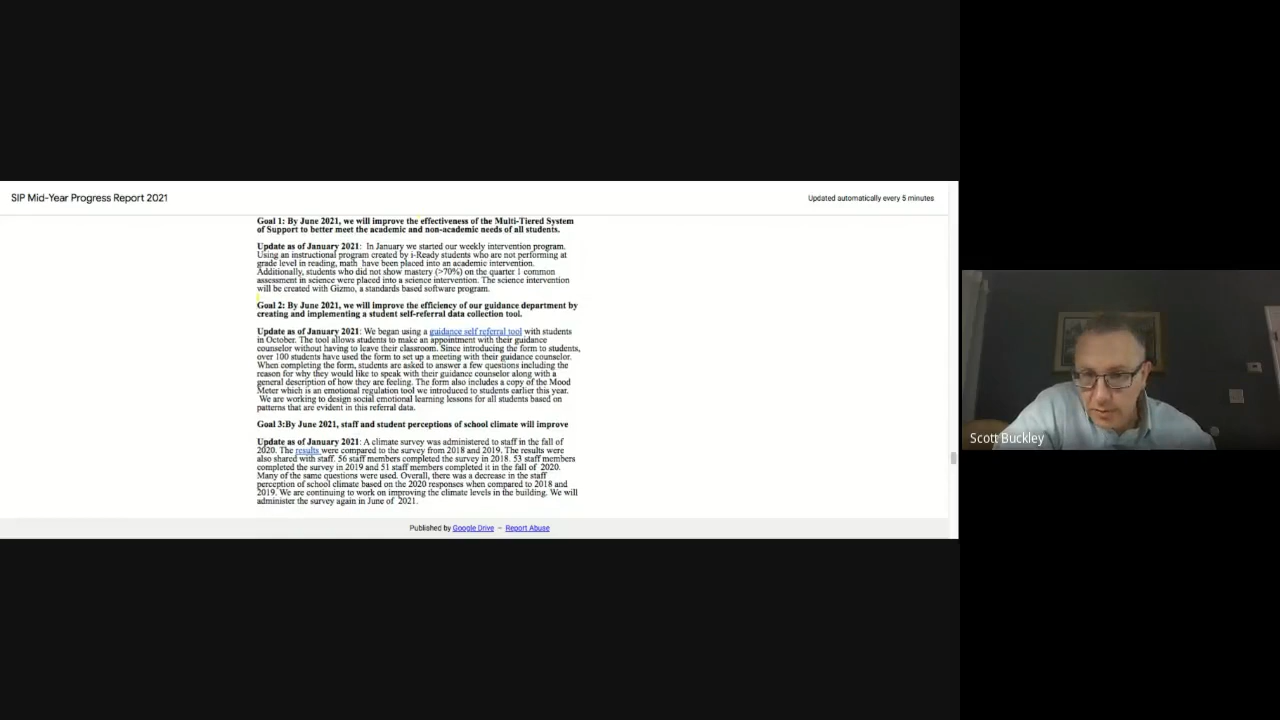 SIP Mid-Year Progress Report 2021
Updated automatically every 5 minutes
Goal 1: By June 2021, we will improve the effectiveness of the Multi-Tiered System
of Support to better meet the academic and non-academic needs of all students.
Update as of January 2021: In January we started our weekly intervention program.
Using an instructional program created by i-Ready students who are not performing at
grade level in reading, math have been placed into an academic intervention.
Additionally, students who did not show mastery (>70%) on the quarter 1 common
assessment in science were placed into a science intervention. The science intervention
will be created with Gizmo, a standards based software program.
Goal 2: By June 2021, we will improve the efficiency of our guidance department by
creating and implementing a student self-referral data collection tool.
Update as of January 2021: We began using a guidance self referral tool with students
in October. The tool allows students to make an appointment with their guidance
counselor without having to leave their classroom. Since introducing the form to students,
over 100 students have used the form to set up a meeting with their guidance counselor.
When completing the form, students are asked to answer a few questions including the
reason for why they would like to speak with their guidance counselor along with a
general description of how they are feeling. The form also includes a copy of the Mood
Meter which is an emotional regulation tool we introduced to students earlier this year.
We are working to design social emotional learning lessons for all students based on
patterns that are evident in this referral data.
Goal 3:By June 2021, staff and student perceptions of school climate will improve
Update as of January 2021: A climate survey was administered to staff in the fall of
2020. The results were compared to the survey from 2018 and 2019. The results were
also shared with staff. 56 staff members completed the survey in 2018. 53 staff members
completed the survey in 2019 and 51 staff members completed it in the fall of 2020.
Many of the same questions were used. Overall, there was a decrease in the staff
perception of school climate based on the 2020 responses when compared to 2018 and
2019. We are continuing to work on improving the climate levels in the building. We will
administer the survey again in June of 2021.
Published by Google Drive – Report Abuse
Scott Buckley